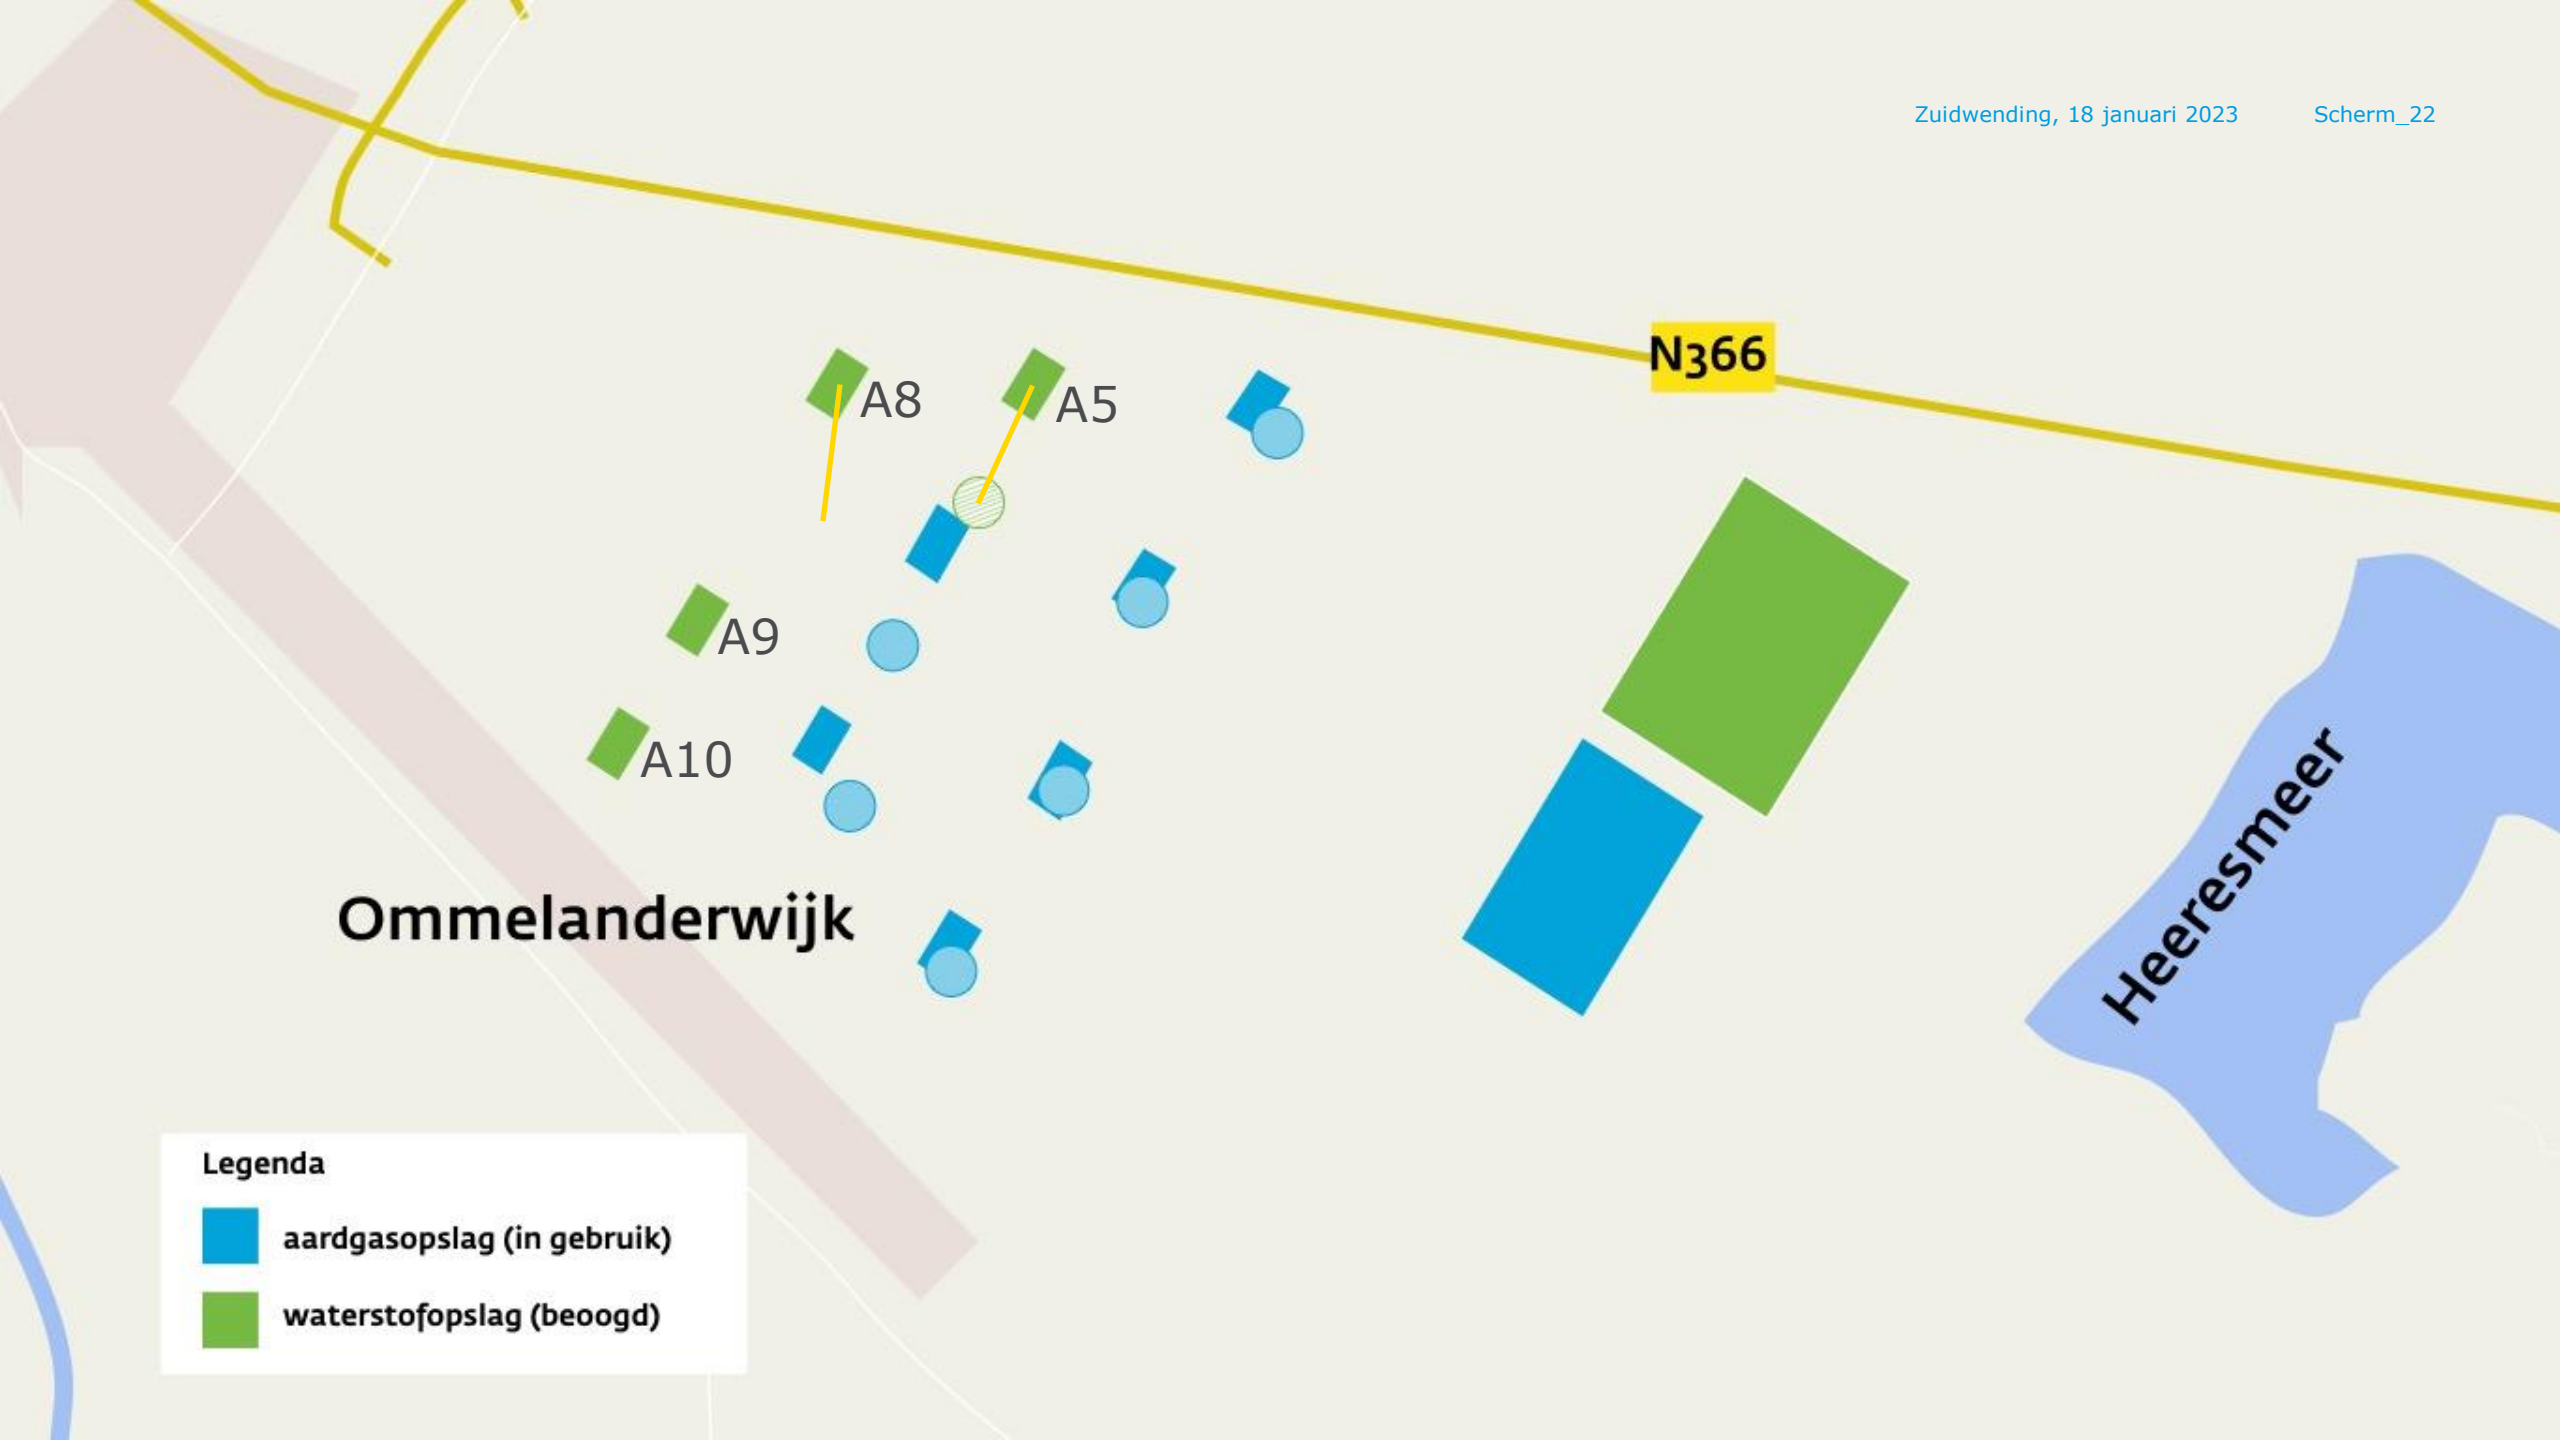 Zuidwending, 18 januari 2023 Scherm_22
N366
A8
A5
A9
A10
Ommelanderwijk
Heeresmeer
Legenda
aardgasopslag (in gebruik)
waterstofopslag (beoogd)